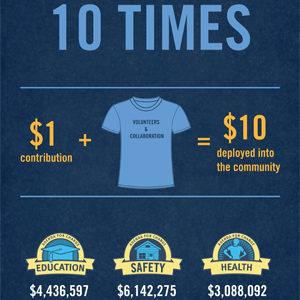 10 TIMES
$1
contribution
+
VOLUNTEERS
&
COLLABORATION
=
$10
deployed into
the community
EDUCATION
SAFETY
HEALTH
$4,436,597
$6,142,275
$3,088,092